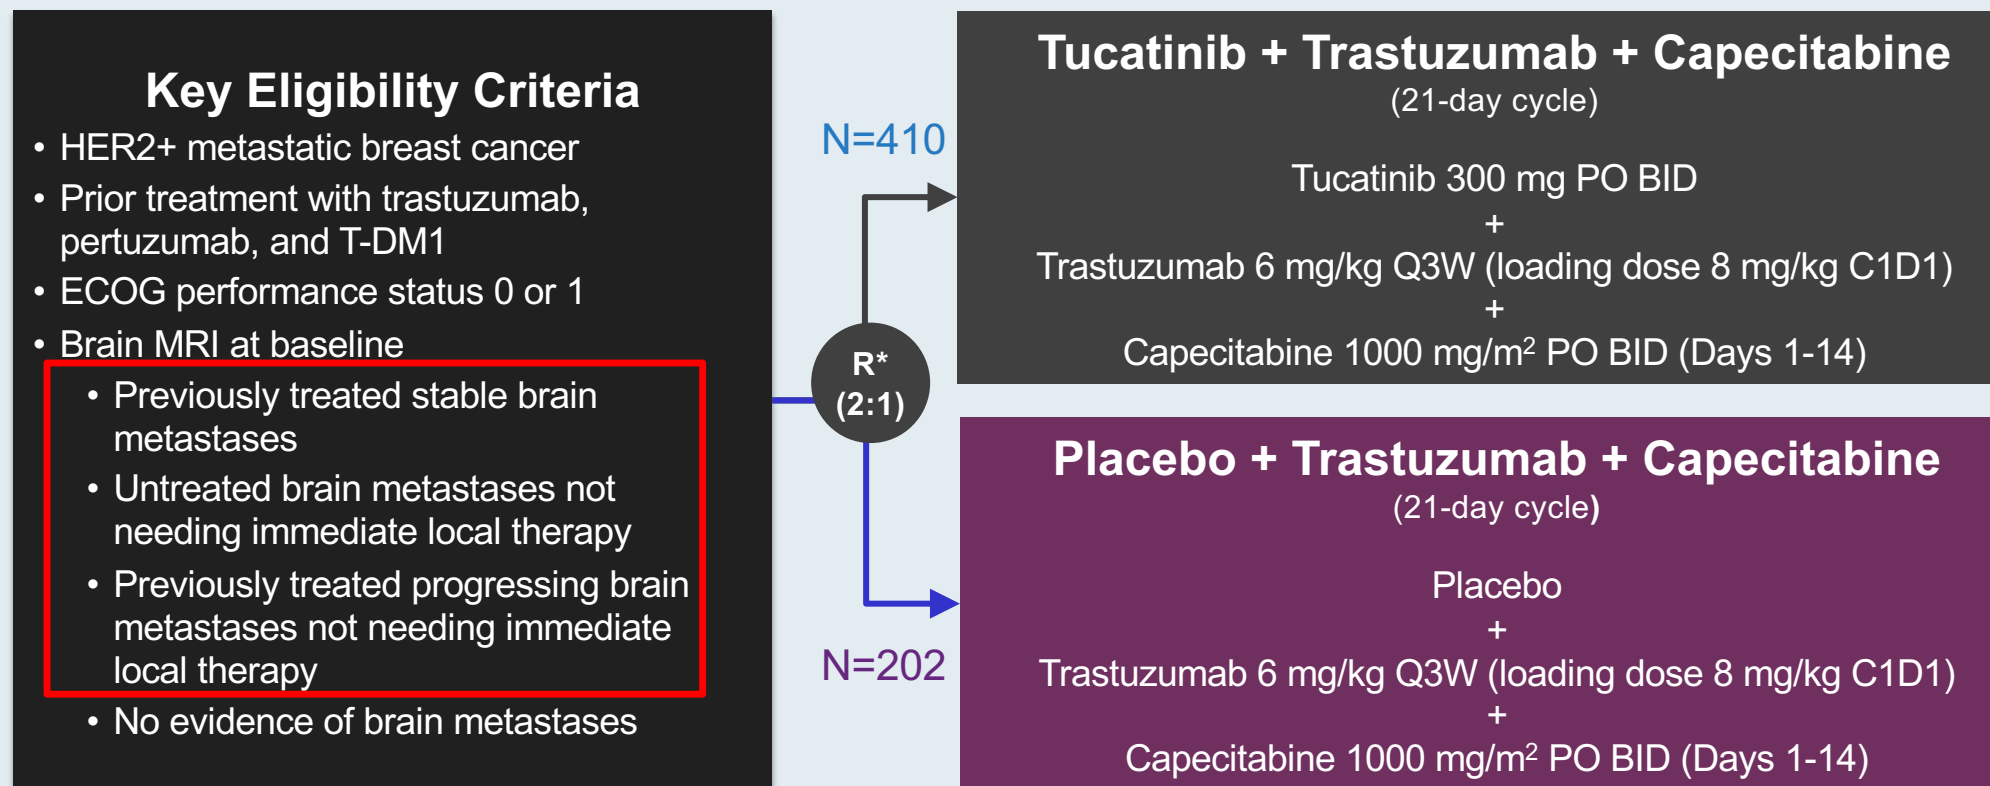 Key Eligibility Criteria
• HER2+ metastatic breast cancer
• Prior treatment with trastuzumab,
pertuzumab, and T-DM1
• ECOG performance status 0 or 1
• Brain MRI at baseline
• Previously treated stable brain
metastases
• Untreated brain metastases not
needing immediate local therapy
• Previously treated progressing brain
metastases not needing immediate
local therapy
• No evidence of brain metastases
R*
(2:1)
N=410
Tucatinib + Trastuzumab + Capecitabine
(21-day cycle)
Tucatinib 300 mg PO BID
+
Trastuzumab 6 mg/kg Q3W (loading dose 8 mg/kg C1D1)
+
Capecitabine 1000 mg/m² PO BID (Days 1-14)
N=202
Placebo + Trastuzumab + Capecitabine
(21-day cycle)
Placebo
+
Trastuzumab 6 mg/kg Q3W (loading dose 8 mg/kg C1D1)
+
Capecitabine 1000 mg/m² PO BID (Days 1-14)